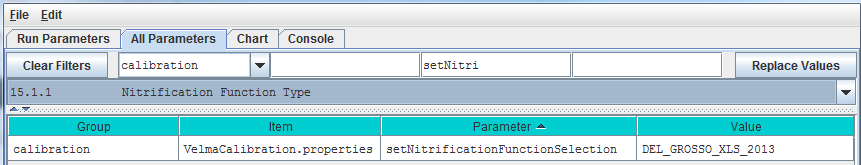 File Edit
Run Parameters All Parameters Chart Console
Clear Filters calibration setNitri Replace Values
15.1.1 Nitrification Function Type
Group Item Parameter Value
calibration VelmaCalibration.properties setNitrificationFunctionSelection DEL_GROSSO_XLS_2013